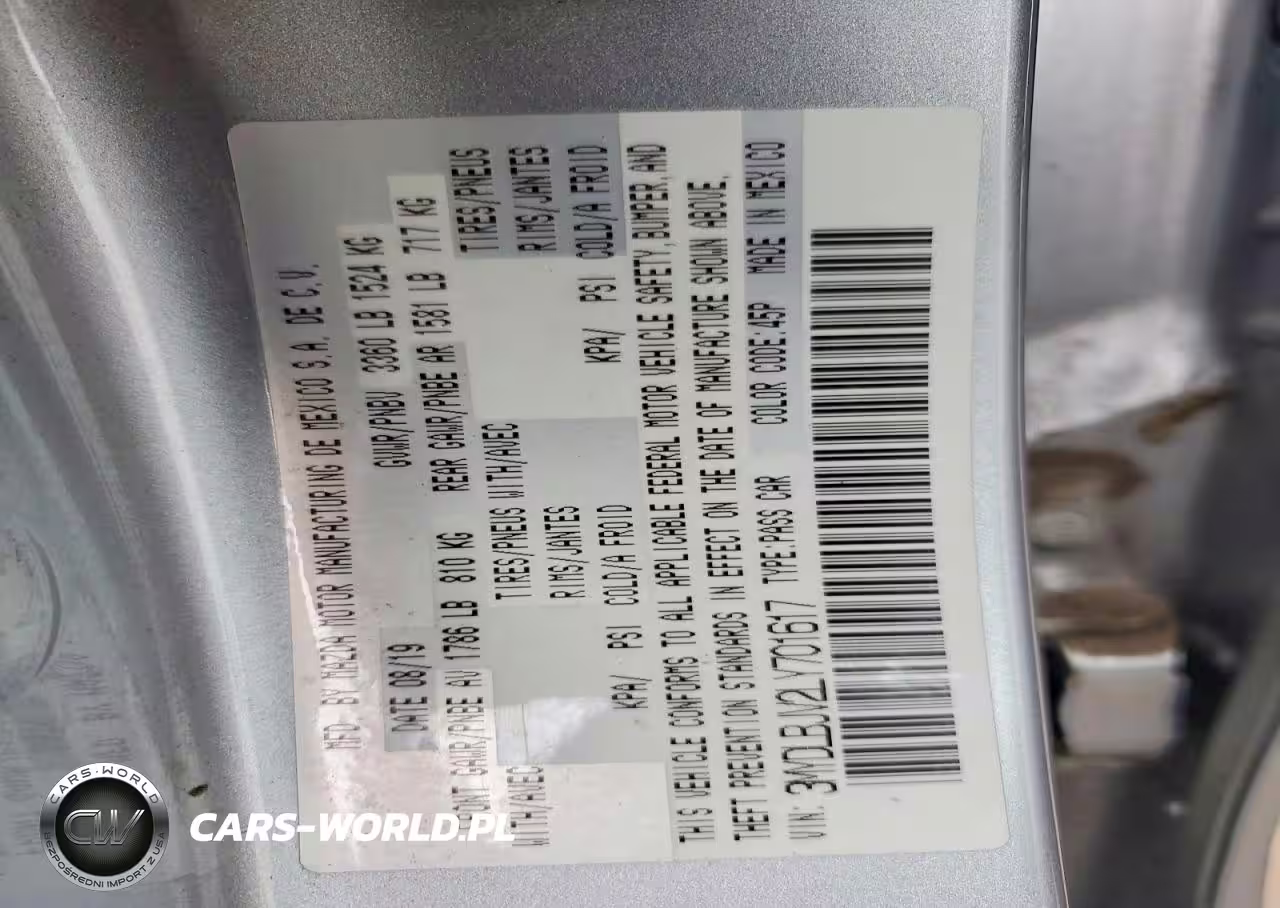 MFD. BY MAZDA MOTOR MANUFACTURING DE MEXICO S.A. DE C.V.
DATE 08/19 GVWR/PNBV 3360 LB 1524 KG
FRONT GAWR/PNBE AV 1786 LB 810 KG REAR GAWR/PNBE AR 1581 LB 717 KG
WITH/AVEC TIRES/PNEUS WITH/AVEC TIRES/PNEUS
RIMS/JANTES RIMS/JANTES
KPA/ PSI COLD/A FROID KPA/ PSI COLD/A FROID
THIS VEHICLE CONFORMS TO ALL APPLICABLE FEDERAL MOTOR VEHICLE SAFETY, BUMPER AND
THEFT PREVENTION STANDARDS IN EFFECT ON THE DATE OF MANUFACTURE SHOWN ABOVE.
VIN: 3MYDLBJV2LY701617 TYPE:PASS CAR COLOR CODE:45P MADE IN MEXICO
CARS-WORLD
CW
BEZPOŚREDNI IMPORT Z USA
CARS-WORLD.PL